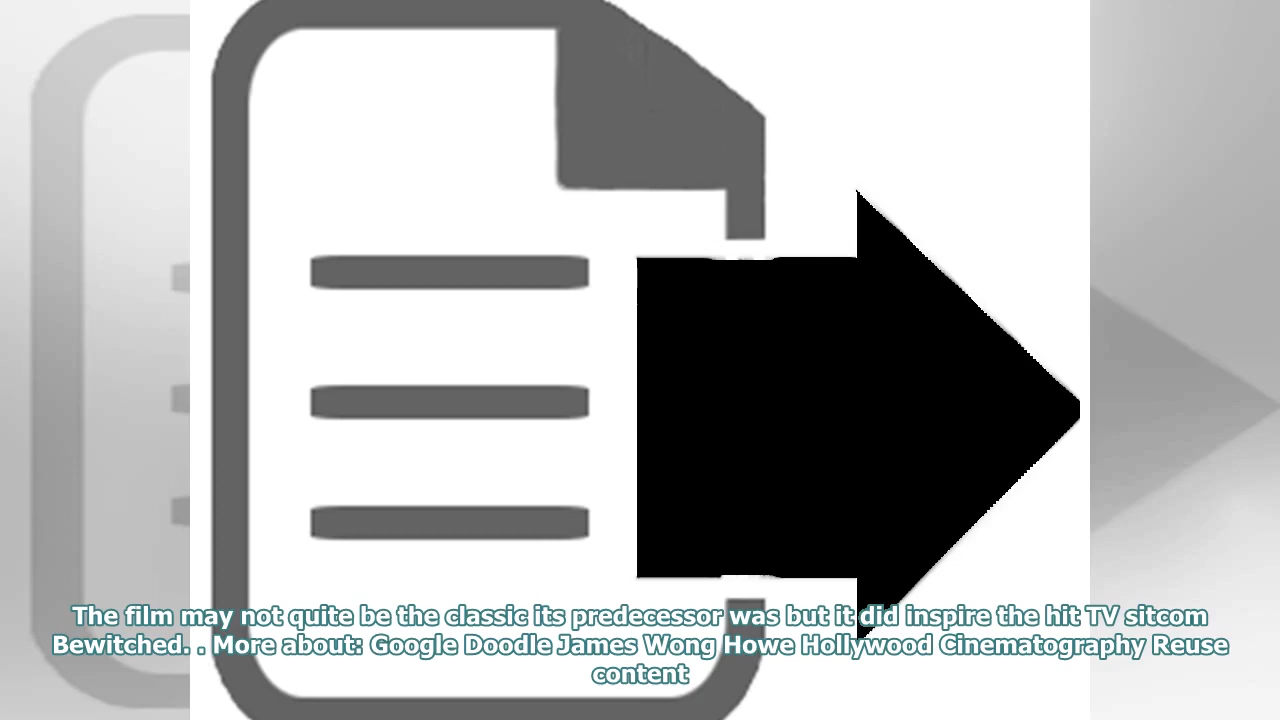 The film may not quite be the classic its predecessor was but it did inspire the hit TV sitcom
Bewitched. . More about: Google Doodle James Wong Howe Hollywood Cinematography Reuse
content